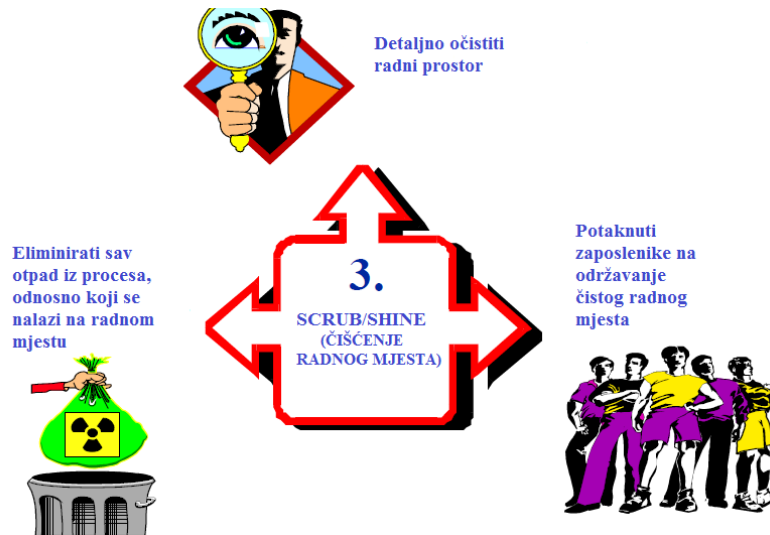 Detaljno očistiti
radni prostor
Eliminirati sav
otpad iz procesa,
odnosno koji se
nalazi na radnom
mjestu
3.
SCRUB/SHINE
(ČIŠĆENJE
RADNOG MJESTA)
Potaknuti
zaposlenike na
održavanje
čistog radnog
mjesta